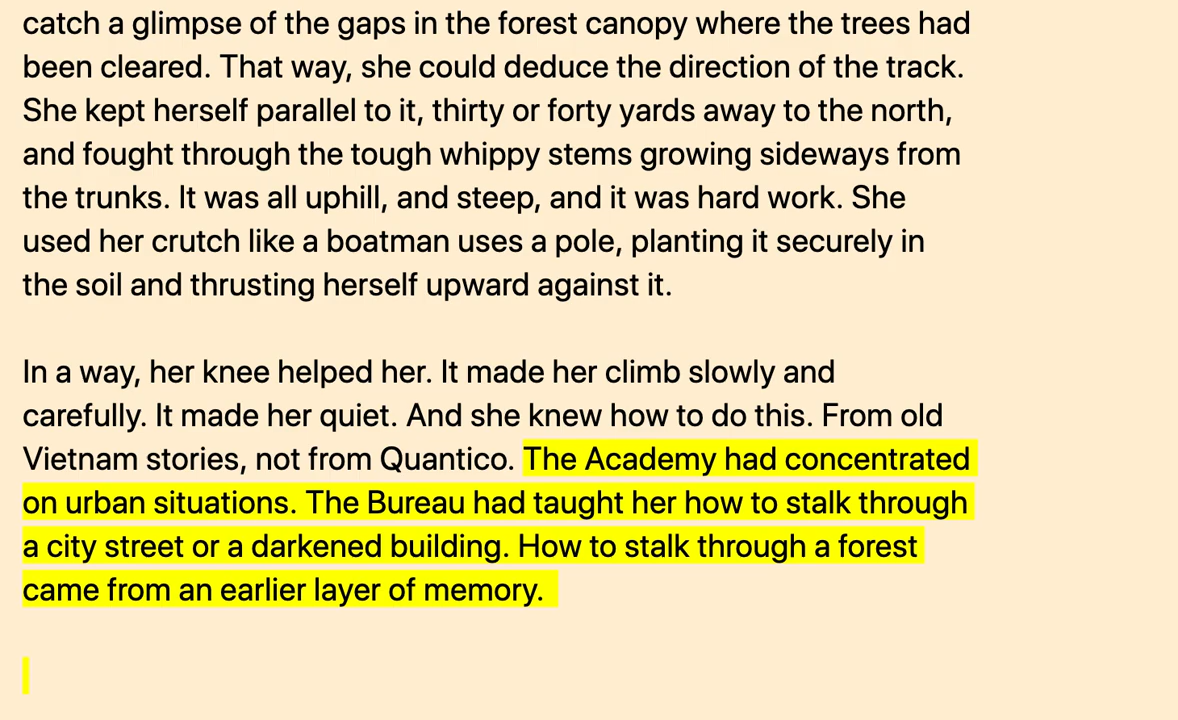 catch a glimpse of the gaps in the forest canopy where the trees had
been cleared. That way, she could deduce the direction of the track.
She kept herself parallel to it, thirty or forty yards away to the north,
and fought through the tough whippy stems growing sideways from
the trunks. It was all uphill, and steep, and it was hard work. She
used her crutch like a boatman uses a pole, planting it securely in
the soil and thrusting herself upward against it.
In a way, her knee helped her. It made her climb slowly and
carefully. It made her quiet. And she knew how to do this. From old
Vietnam stories, not from Quantico. The Academy had concentrated
on urban situations. The Bureau had taught her how to stalk through
a city street or a darkened building. How to stalk through a forest
came from an earlier layer of memory.